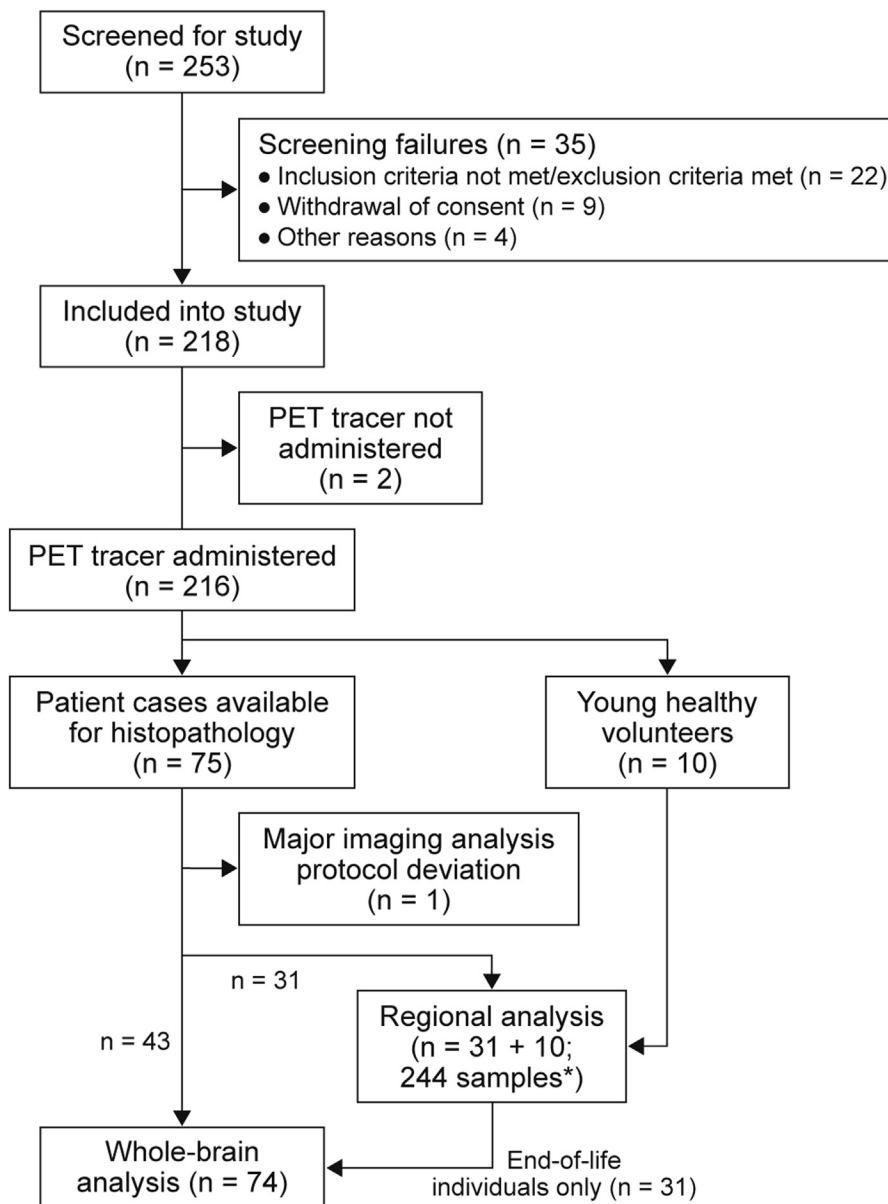 Screened for study
(n = 253)
Screening failures (n = 35)
● Inclusion criteria not met/exclusion criteria met (n = 22)
● Withdrawal of consent (n = 9)
● Other reasons (n = 4)
Included into study
(n = 218)
PET tracer not
administered
(n = 2)
PET tracer administered
(n = 216)
Patient cases available
for histopathology
(n = 75)
Young healthy
volunteers
(n = 10)
Major imaging analysis
protocol deviation
(n = 1)
n = 31
n = 43
Regional analysis
(n = 31 + 10;
244 samples*)
Whole-brain
analysis (n = 74)
End-of-life
individuals only (n = 31)